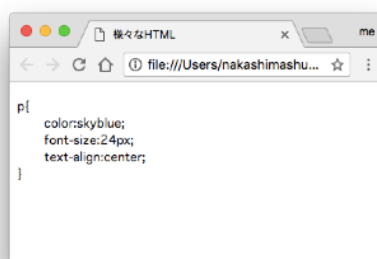 様々なHTML
me
file:///Users/nakashimashu...
p{
color:skyblue;
font-size:24px;
text-align:center;
}